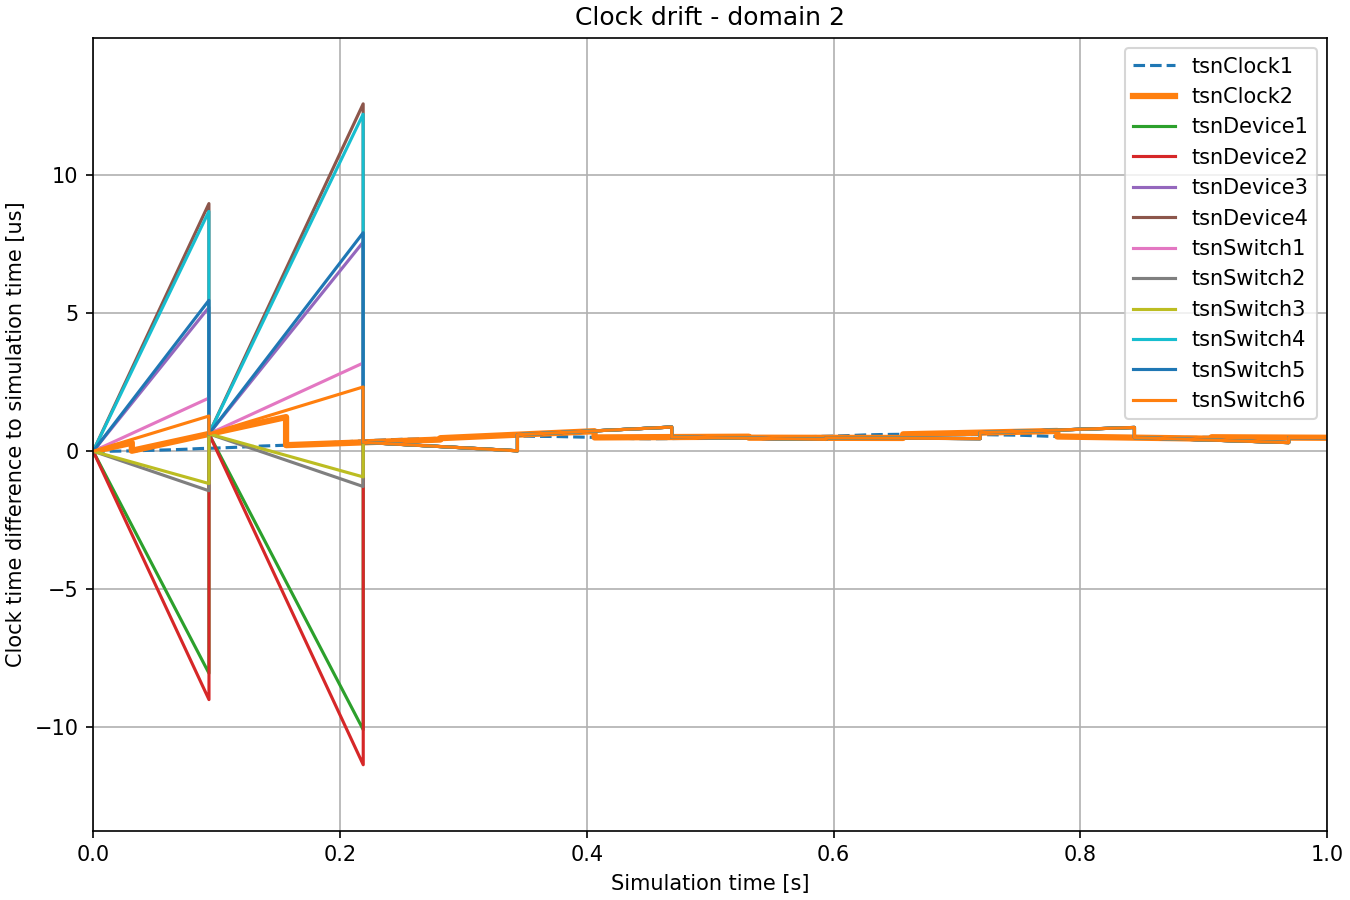 Clock drift - domain 2
Clock time difference to simulation time [us]
10
5
0
−5
−10
0.0
0.2
0.4
0.6
0.8
1.0
Simulation time [s]
tsnClock1
tsnClock2
tsnDevice1
tsnDevice2
tsnDevice3
tsnDevice4
tsnSwitch1
tsnSwitch2
tsnSwitch3
tsnSwitch4
tsnSwitch5
tsnSwitch6